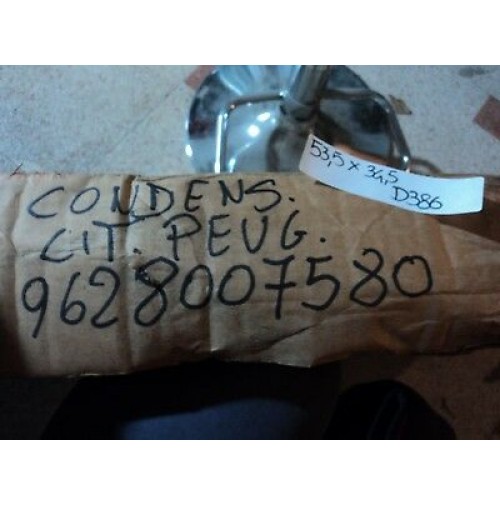 53,5 x 34,5
D386
CONDENS.
CIT. PEUG.
9628007580